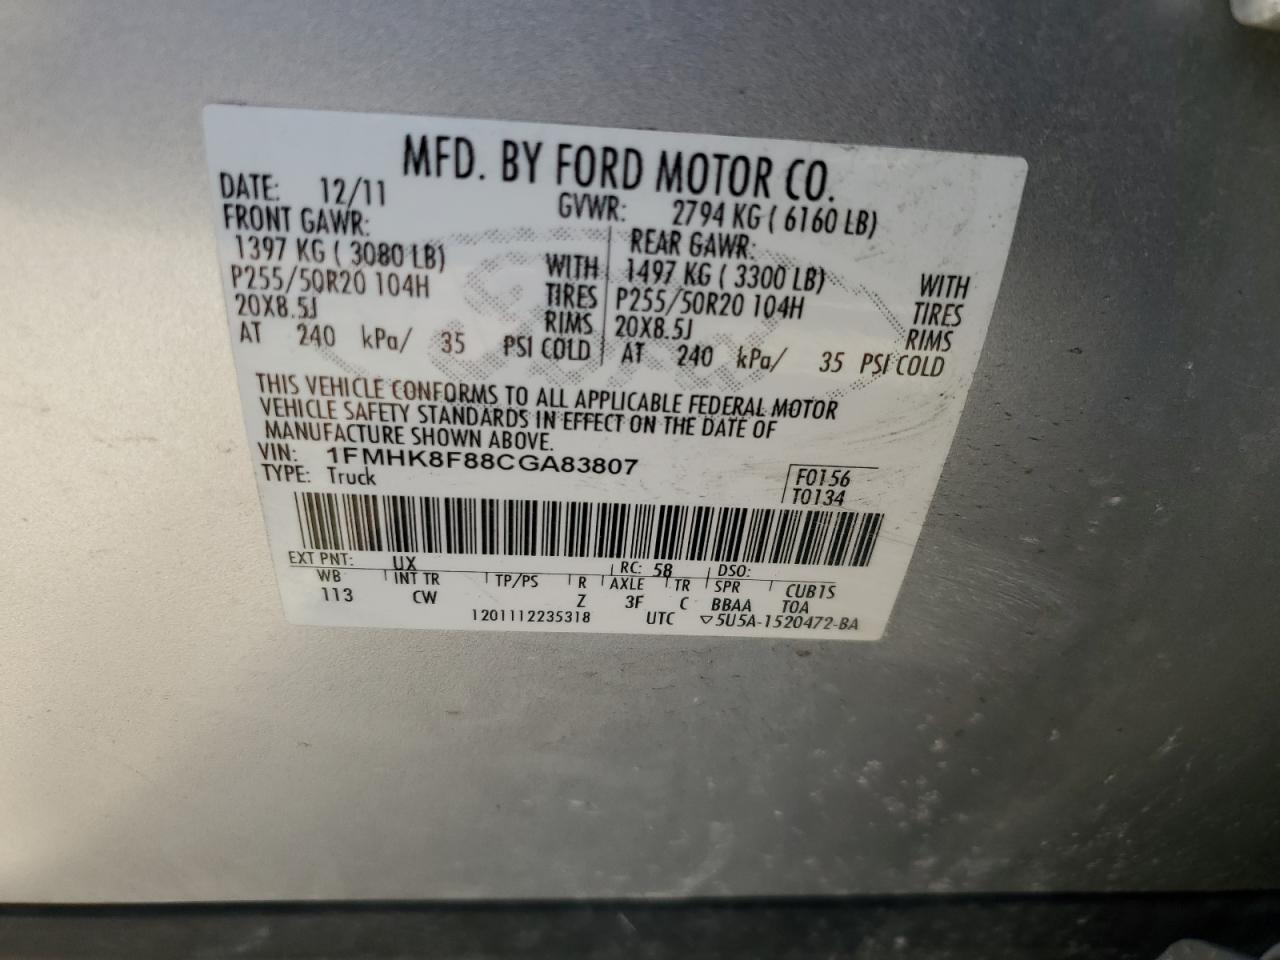 MFD. BY FORD MOTOR CO.
DATE: 12/11 GVWR: 2794 KG ( 6160 LB)
FRONT GAWR: REAR GAWR:
1397 KG ( 3080 LB) WITH 1497 KG ( 3300 LB) WITH
P255/50R20 104H TIRES P255/50R20 104H TIRES
20X8.5J RIMS 20X8.5J RIMS
AT 240 kPa/ 35 PSI COLD AT 240 kPa/ 35 PSI COLD
THIS VEHICLE CONFORMS TO ALL APPLICABLE FEDERAL MOTOR
VEHICLE SAFETY STANDARDS IN EFFECT ON THE DATE OF
MANUFACTURE SHOWN ABOVE.
VIN: 1FMHK8F88CGA83807
TYPE: Truck F0156
T0134
EXT PNT: UX RC: 58 DSO:
WB INT TR TP/PS R AXLE TR SPR CUB1S
113 CW Z 3F C BBAA TOA
1201112235318 UTC ▽5U5A-1520472-BA